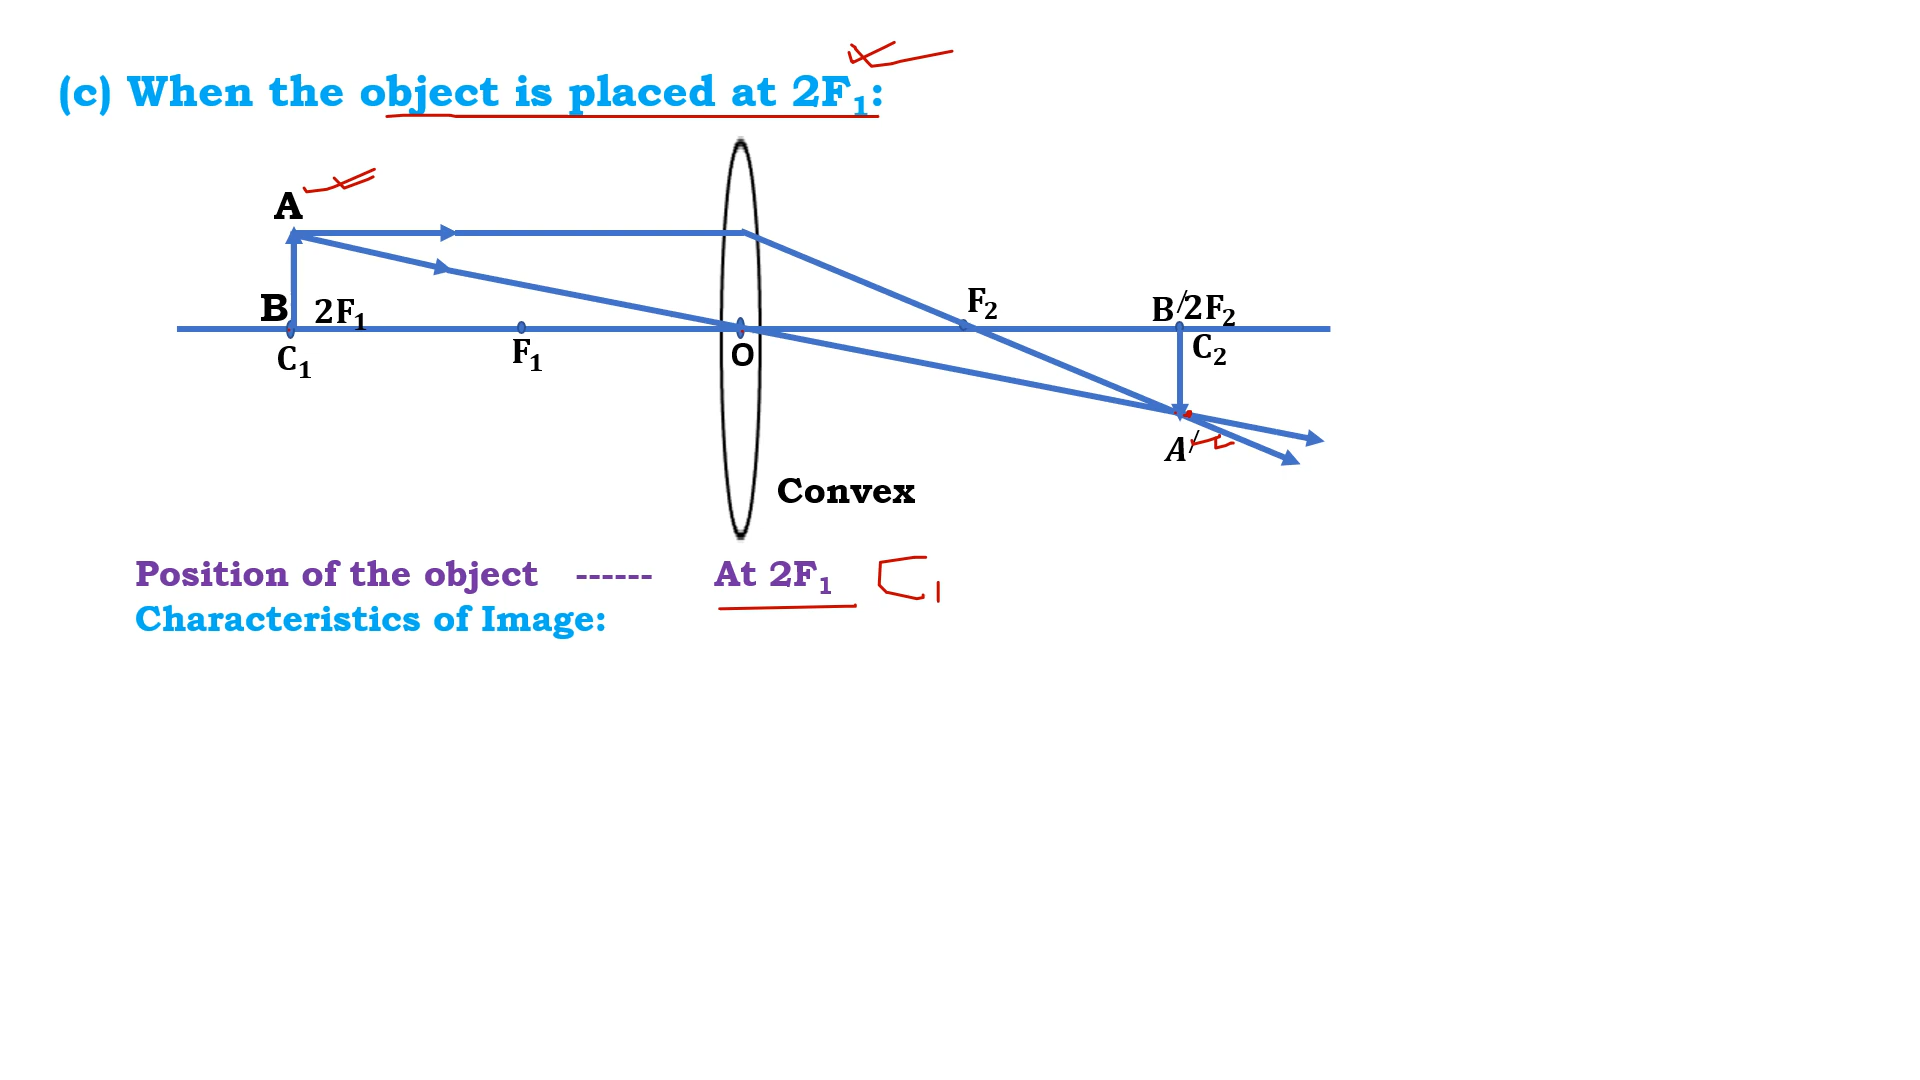 (c) When the object is placed at 2F₁:
A
B 2F₁
C₁
F₁
O
F₂
B/ 2F₂
C₂
A/
Convex
Position of the object ------ At 2F₁ C₁
Characteristics of Image: